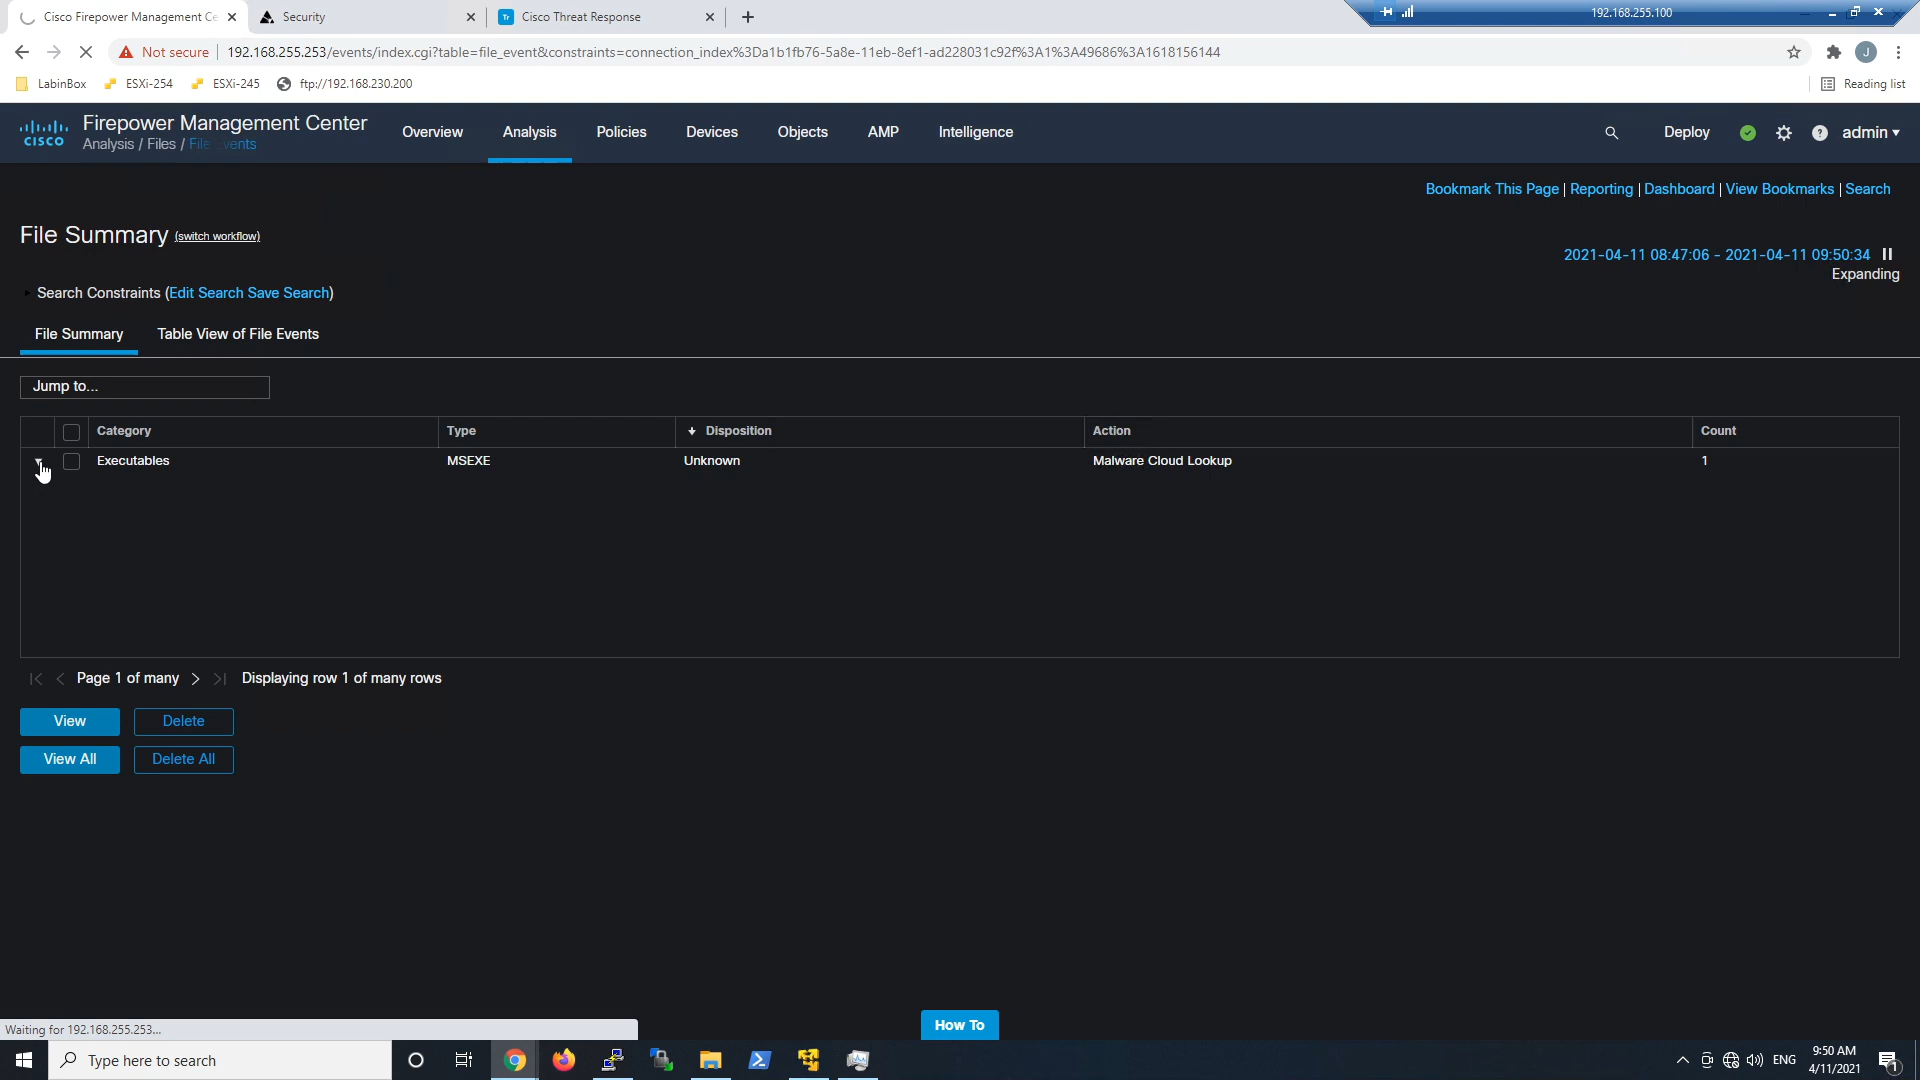 Cisco Firepower Management Ce
Security
Cisco Threat Response
192.168.255.100
Not secure
192.168.255.253/events/index.cgi?table=file_event&constraints=connection_index%3Da1b1fb76-5a8e-11eb-8ef1-ad228031c92f%3A1%3A49686%3A1618156144
J
LabinBox
ESXi-254
ESXi-245
ftp://192.168.230.200
Reading list
CISCO
Firepower Management Center
Analysis / Files / File Events
Overview
Analysis
Policies
Devices
Objects
AMP
Intelligence
Deploy
admin
Bookmark This Page | Reporting | Dashboard | View Bookmarks | Search
File Summary (switch workflow)
2021-04-11 08:47:06 - 2021-04-11 09:50:34
Expanding
Search Constraints (Edit Search Save Search)
File Summary
Table View of File Events
Jump to...
Category
Type
Disposition
Action
Count
Executables
MSEXE
Unknown
Malware Cloud Lookup
1
Page 1 of many
Displaying row 1 of many rows
View
Delete
View All
Delete All
How To
Waiting for 192.168.255.253...
Type here to search
ENG
9:50 AM
4/11/2021
1